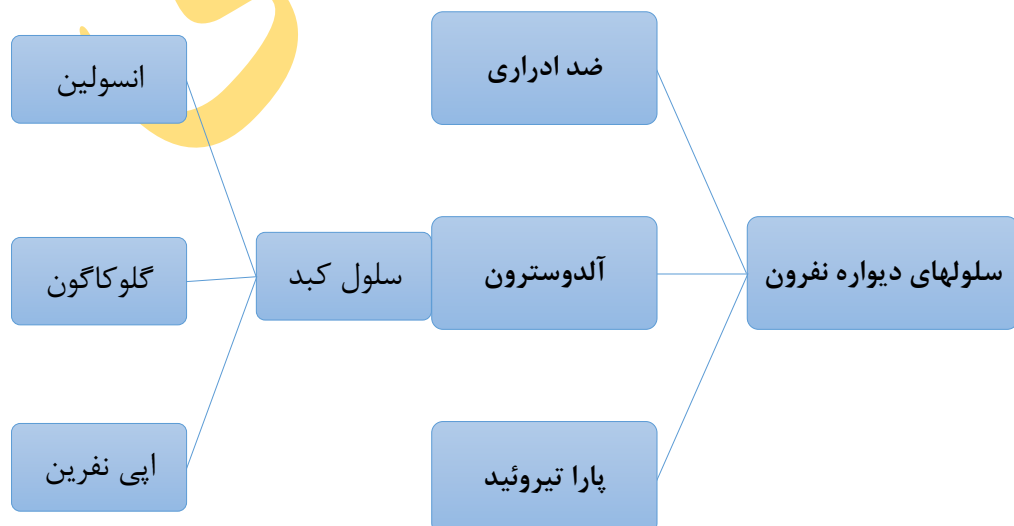 سلولهای دیواره نفرون
ضد ادراری
آلدوسترون
پارا تیروئید
سلول کبد
انسولین
گلوکاگون
اپی نفرین